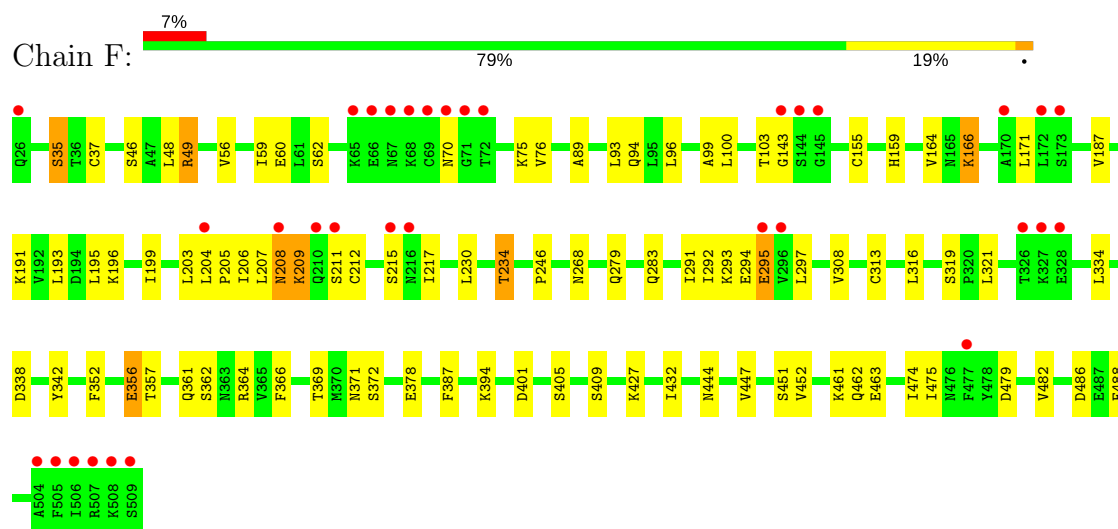 7%
Chain F:
79% 19% •
Q26 S35 T36 C37 S46 A47 L48 R49 V56 I59 E60 L61 S62 K65 E66 N67 K68 C69 N70 G71 T72 K75 V76 A89 L93 Q94 L95 L96 A99 L100 T103 G143 S144 G145 C155 H159 V164 N165 K166 A170 L171 L172 S173 V187
K191 V192 L193 D194 L195 K196 I199 L203 L204 P205 I206 L207 N208 K209 Q210 S211 C212 S215 N216 I217 L230 T234 P246 N268 Q279 Q283 I291 I292 K293 E294 E295 V296 L297 V308 C313 L316 S319 P320 L321 T326 K327 E328 L334
D338 Y342 F352 E356 T357 Q361 S362 N363 R364 V365 F366 T369 M370 N371 S372 E378 F387 K394 D401 S405 S409 K427 I432 N444 V447 S451 V452 K461 Q462 E463 I474 I475 N476 F477 Y478 D479 V482 D486 E487
A504 F505 I506 R507 K508 S509